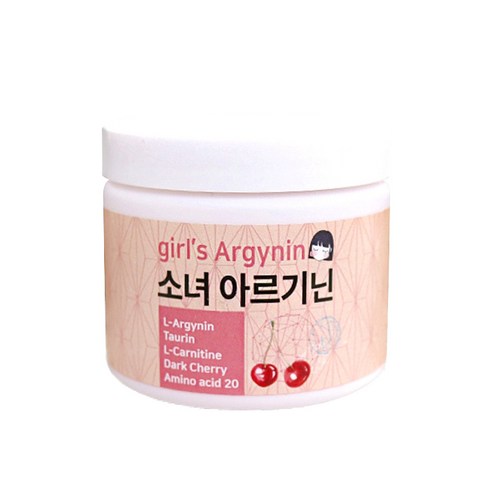 girl's Argynin
소녀 아르기닌
L-Argynin
Taurin
L-Carnitine
Dark Cherry
Amino acid 20